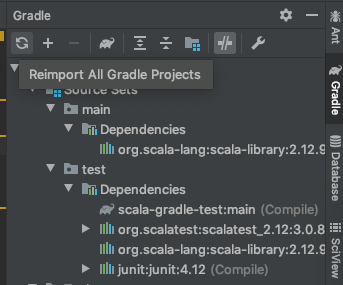 Gradle
Reimport All Gradle Projects
Source Sets
main
Dependencies
org.scala-lang:scala-library:2.12.9
test
Dependencies
scala-gradle-test:main (Compile)
org.scalatest:scalatest_2.12:3.0.8
org.scala-lang:scala-library:2.12.9
junit:junit:4.12 (Compile)
Ant
Gradle
Database
SciView